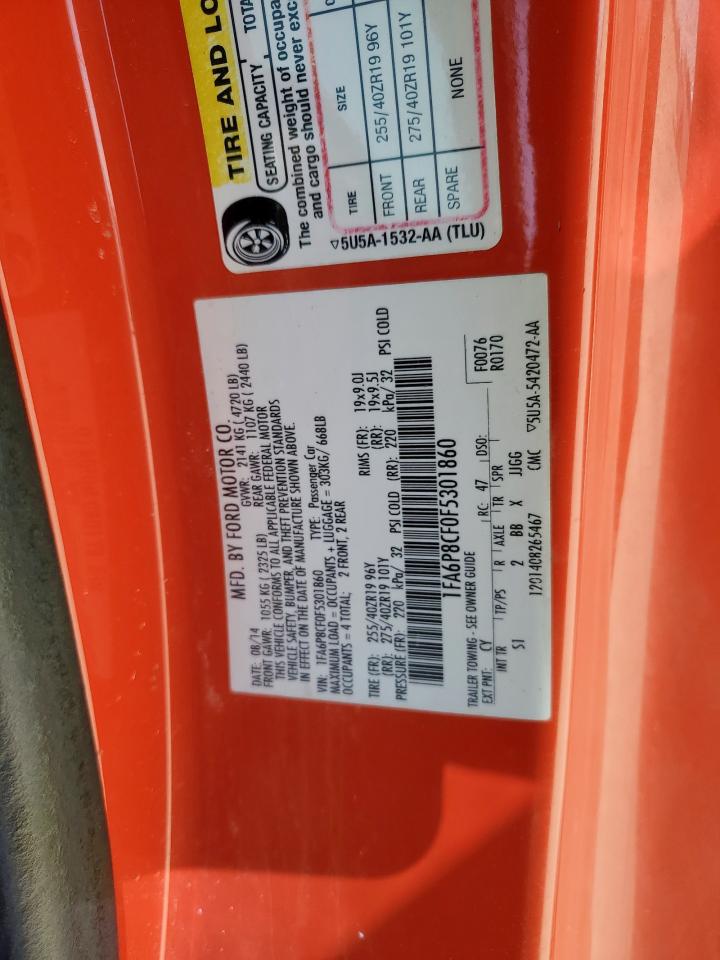 TIRE AND LO
SEATING CAPACITY
TOTA
The combined weight of occupa
and cargo should never exc
TIRE SIZE
FRONT 255/40ZR19 96Y
REAR 275/40ZR19 101Y
SPARE NONE
▽5U5A-1532-AA (TLU)
MFD. BY FORD MOTOR CO.
DATE: 08/14 GVWR: 2141 KG ( 4720 LB)
FRONT GAWR: 1055 KG ( 2325 LB) REAR GAWR: 1107 KG ( 2440 LB)
THIS VEHICLE CONFORMS TO ALL APPLICABLE FEDERAL MOTOR
VEHICLE SAFETY, BUMPER, AND THEFT PREVENTION STANDARDS
IN EFFECT ON THE DATE OF MANUFACTURE SHOWN ABOVE.
VIN: 1FA6P8CF0F5301860 TYPE: Passenger Car
MAXIMUM LOAD = OCCUPANTS + LUGGAGE = 303KG/ 668LB
OCCUPANTS = 4 TOTAL: 2 FRONT, 2 REAR
TIRE (FR): 255/40ZR19 96Y RIMS (FR): 19x9.0J
(RR): 275/40ZR19 101Y (RR): 19x9.5J
PRESSURE (FR): 220 kPa/ 32 PSI COLD (RR): 220 kPa/ 32 PSI COLD
1FA6P8CF0F5301860
TRAILER TOWING - SEE OWNER GUIDE F0076
EXT PNT: CY RC: 47 DSO: R0170
INT TR TP/PS R AXLE TR SPR
SI 2 BB X JJGG
1701408265467 CMC ▽5U5A-5420472-AA